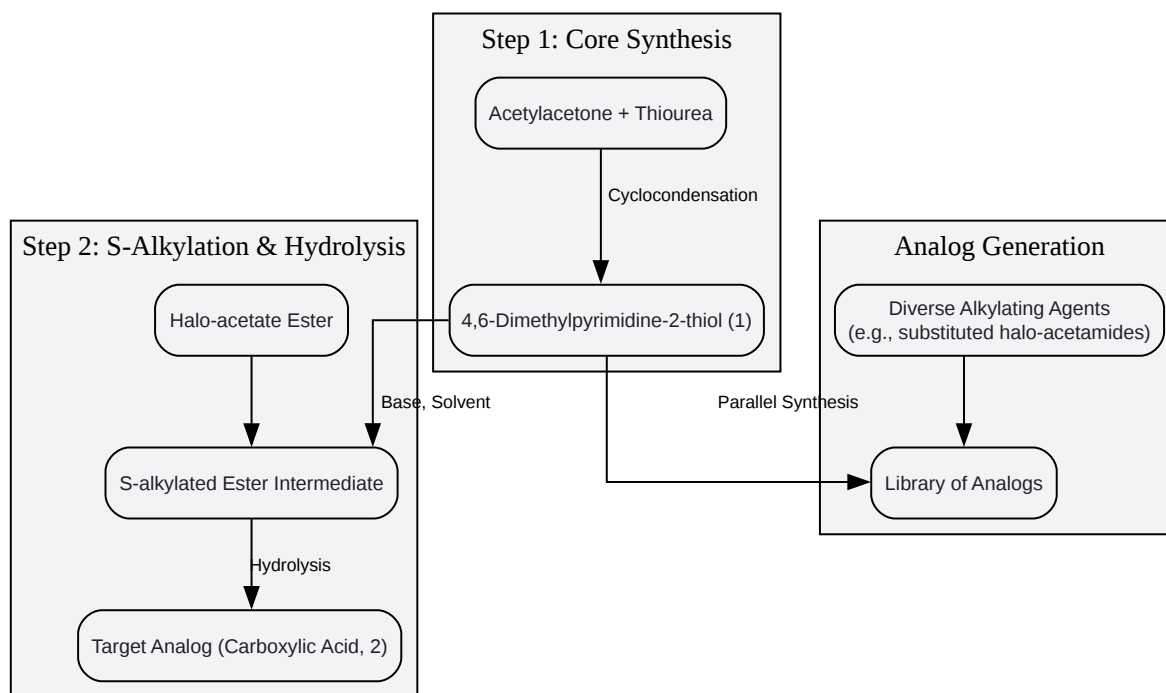 Step 1: Core Synthesis
Acetylacetone + Thiourea
Cyclocondensation
4,6-Dimethylpyrimidine-2-thiol (1)
Step 2: S-Alkylation & Hydrolysis
Halo-acetate Ester
Base, Solvent
S-alkylated Ester Intermediate
Hydrolysis
Target Analog (Carboxylic Acid, 2)
Analog Generation
Diverse Alkylating Agents
(e.g., substituted halo-acetamides)
Parallel Synthesis
Library of Analogs